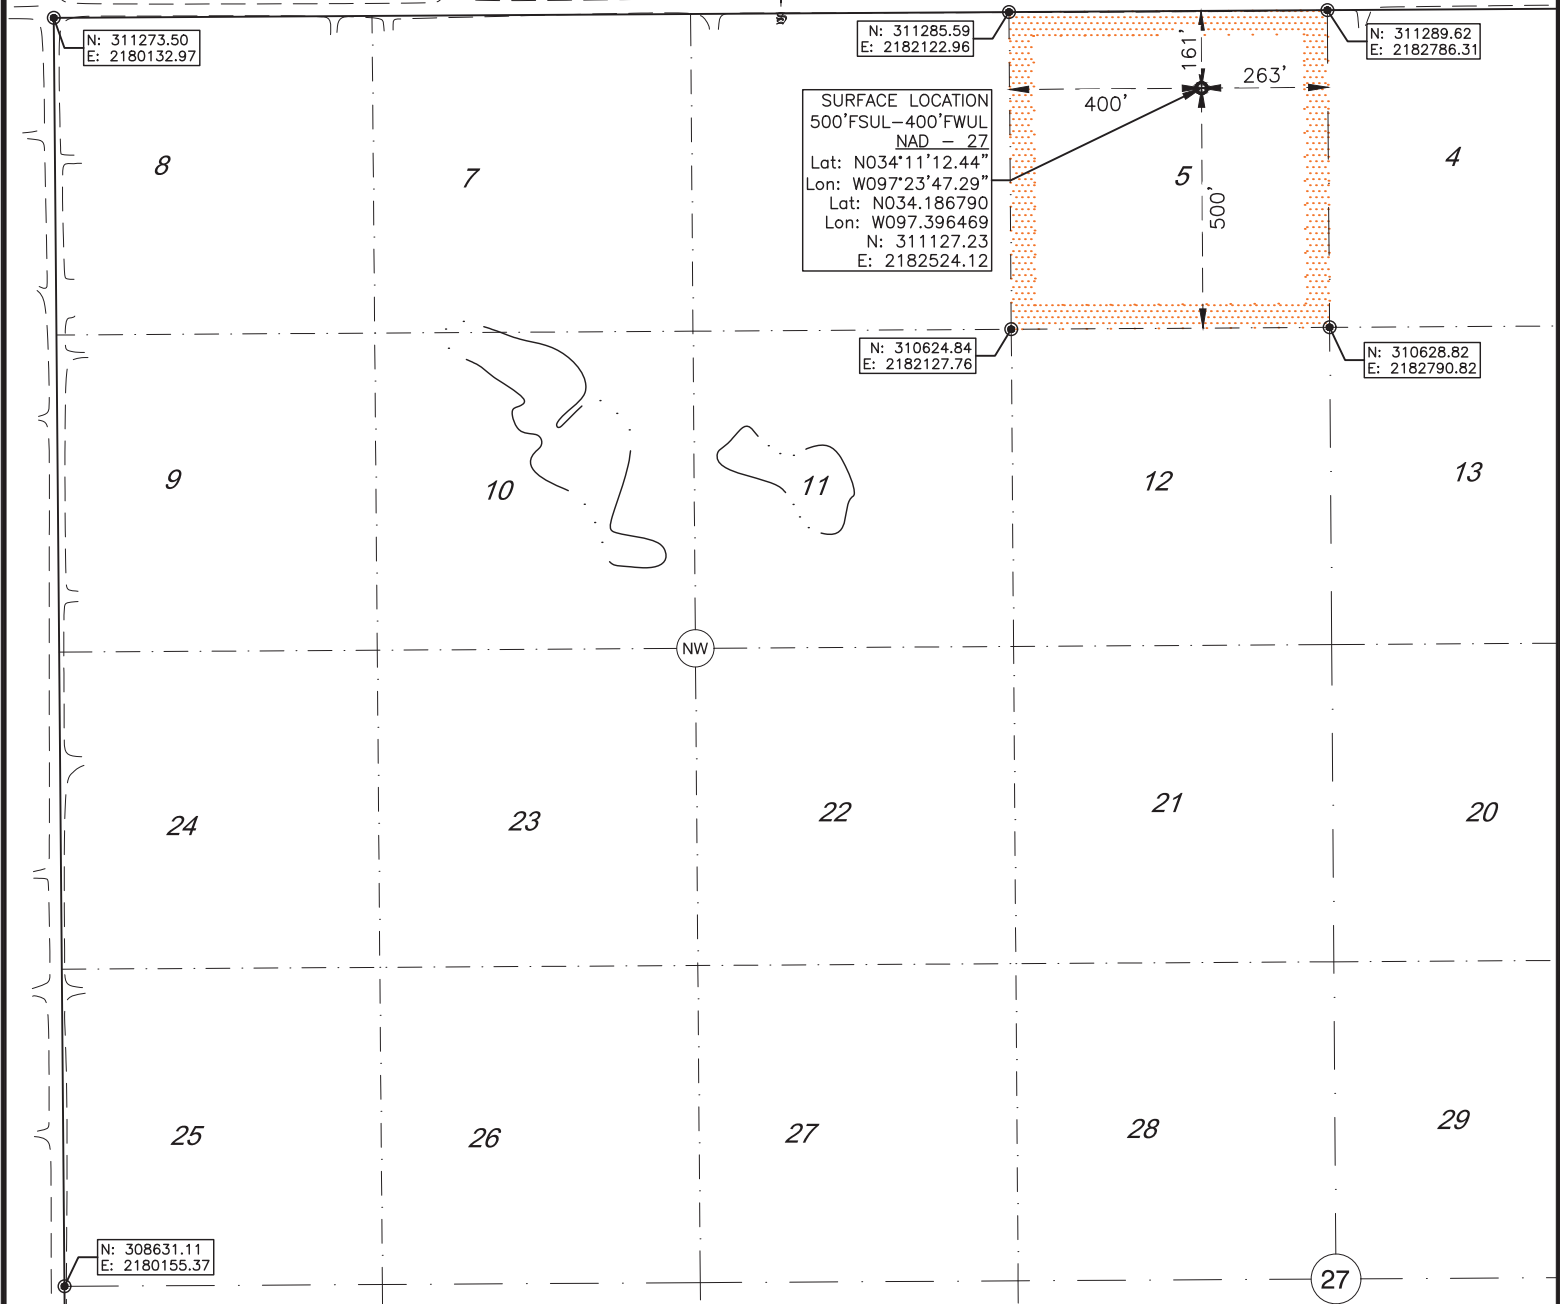 N: 311273.50
E: 2180132.97
N: 311285.59
E: 2182122.96
N: 311289.62
E: 2182786.31
161'
263'
400'
SURFACE LOCATION
500'FSUL-400'FWUL
NAD - 27
Lat: N034°11'12.44"
Lon: W097°23'47.29"
Lat: N034.186790
Lon: W097.396469
N: 311127.23
E: 2182524.12
8
7
5
4
500'
N: 310624.84
E: 2182127.76
N: 310628.82
E: 2182790.82
9
10
11
12
13
NW
24
23
22
21
20
25
26
27
28
29
N: 308631.11
E: 2180155.37
27